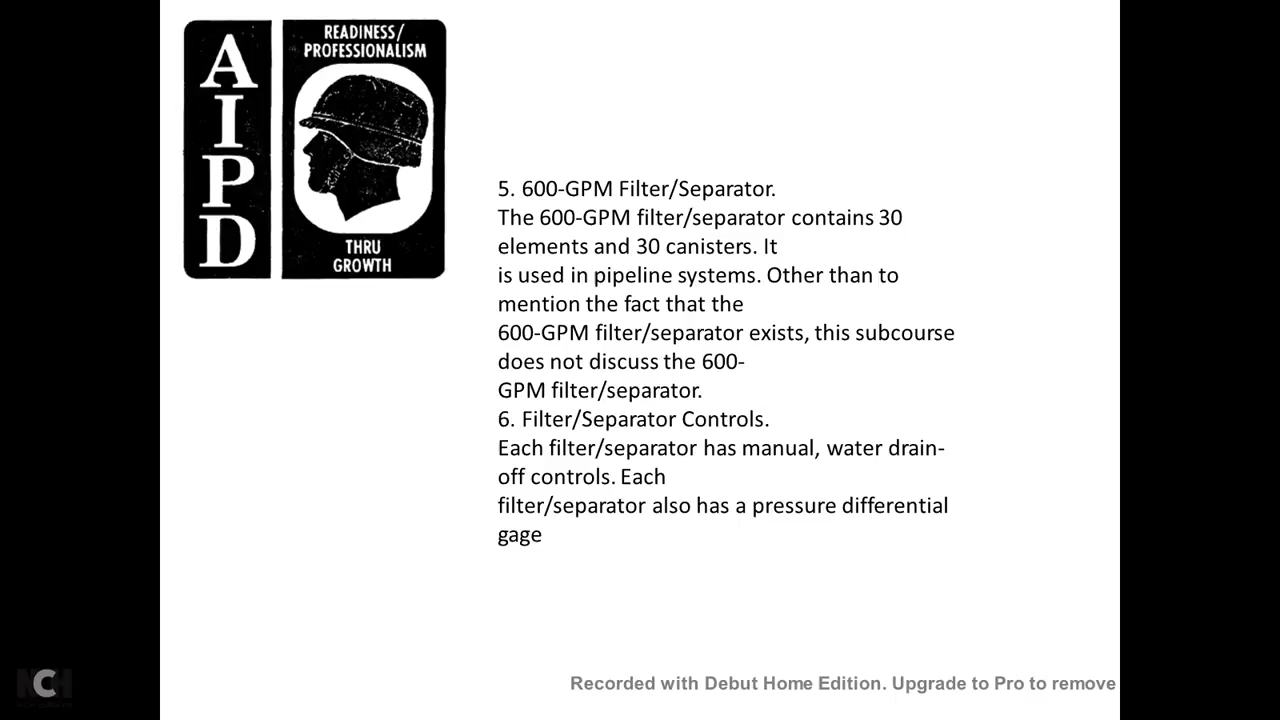 A
I
P
D
READINESS/
PROFESSIONALISM
THRU
GROWTH
5. 600-GPM Filter/Separator.
The 600-GPM filter/separator contains 30
elements and 30 canisters. It
is used in pipeline systems. Other than to
mention the fact that the
600-GPM filter/separator exists, this subcourse
does not discuss the 600-
GPM filter/separator.
6. Filter/Separator Controls.
Each filter/separator has manual, water drain-
off controls. Each
filter/separator also has a pressure differential
gage
Recorded with Debut Home Edition. Upgrade to Pro to remove